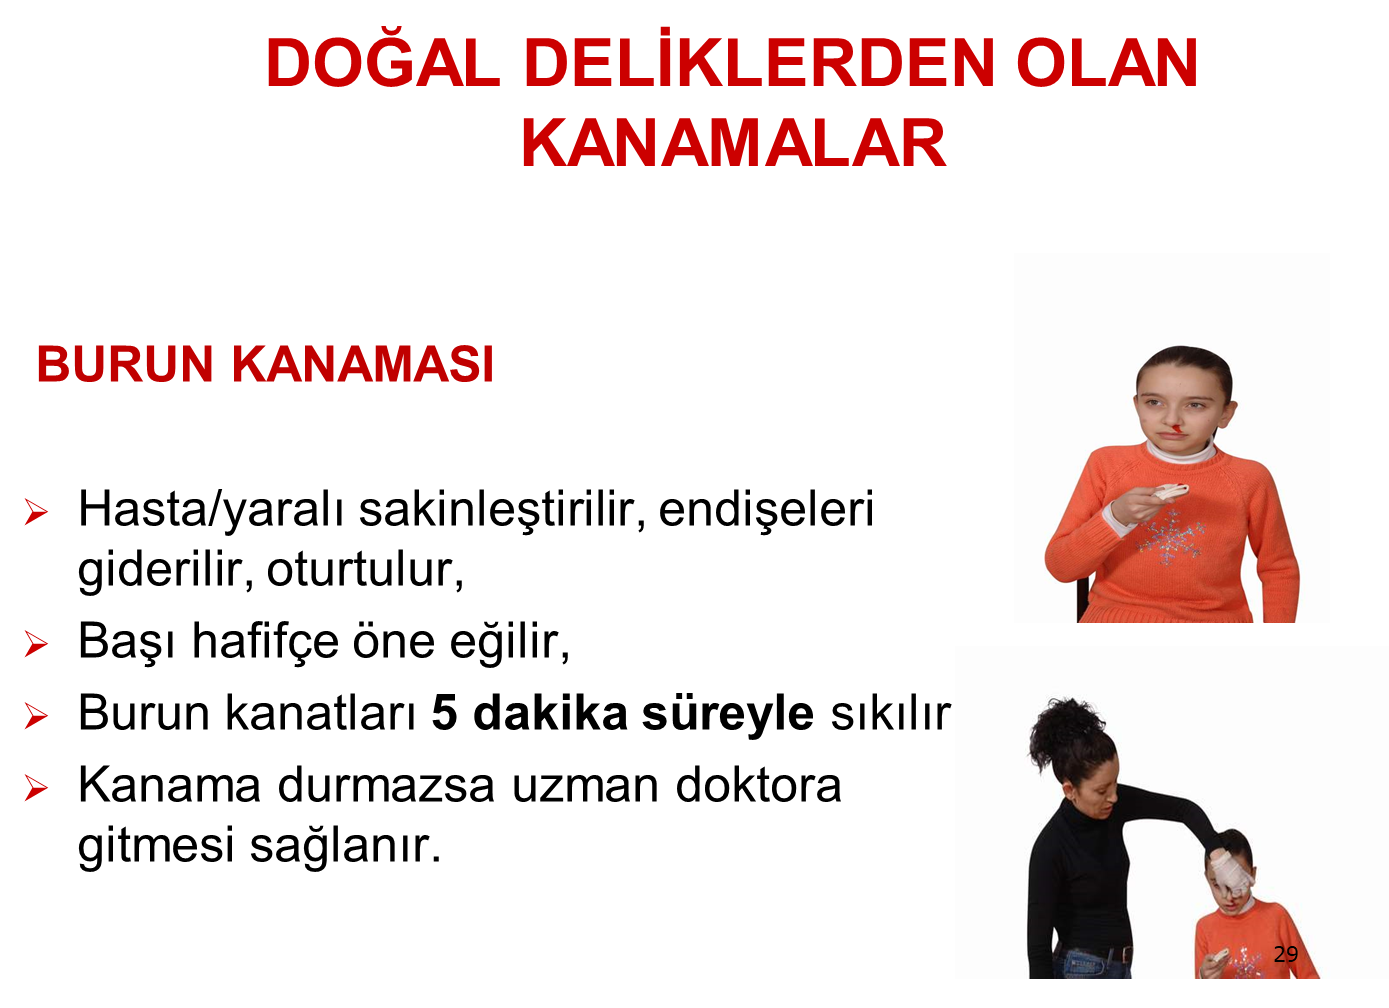 DOĞAL DELİKLERDEN OLAN
KANAMALAR
BURUN KANAMASI
Hasta/yaralı sakinleştirilir, endişeleri
giderilir, oturtulur,
Başı hafifçe öne eğilir,
Burun kanatları 5 dakika süreyle sıkılır
Kanama durmazsa uzman doktora
gitmesi sağlanır.
29